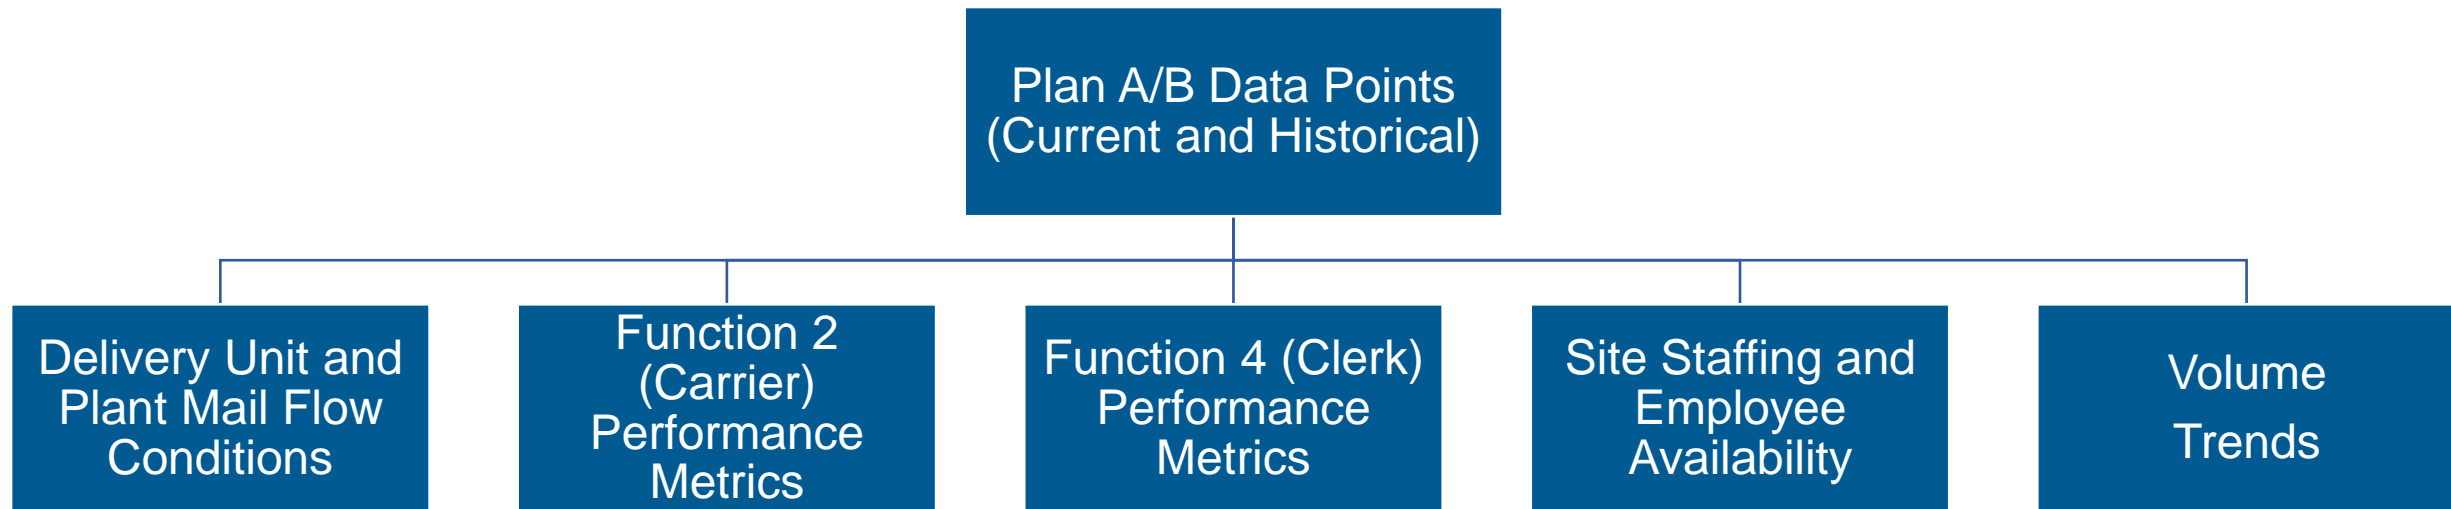 Plan A/B Data Points
(Current and Historical)
Delivery Unit and
Plant Mail Flow
Conditions
Function 2
(Carrier)
Performance
Metrics
Function 4 (Clerk)
Performance
Metrics
Site Staffing and
Employee
Availability
Volume
Trends